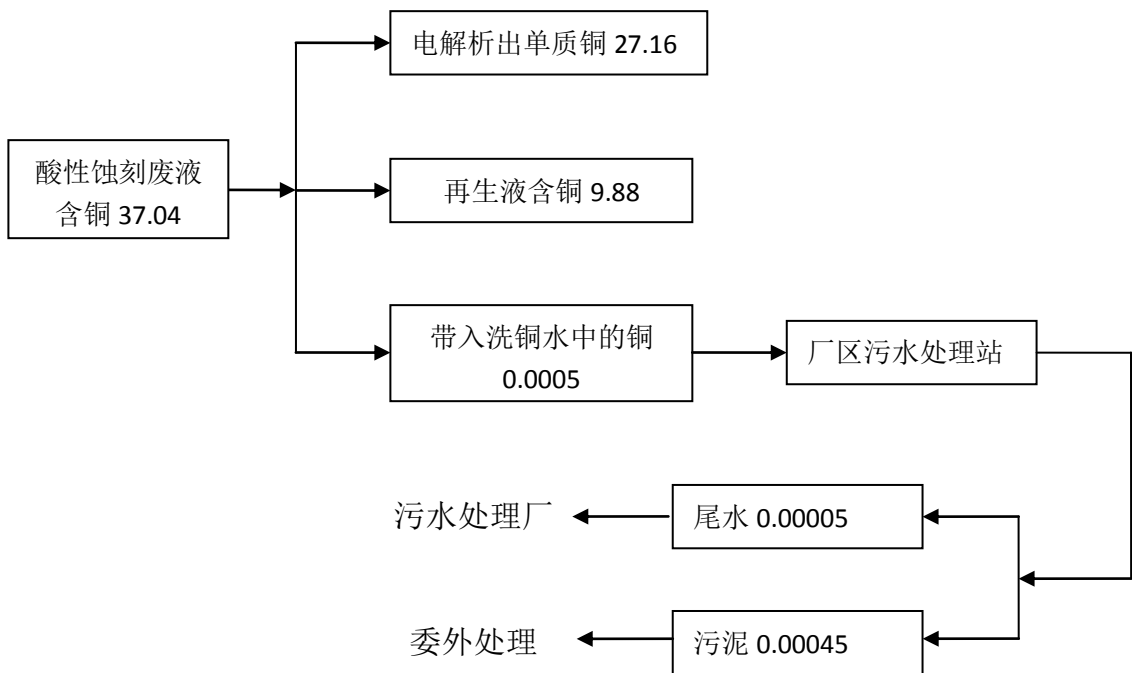 电解析出单质铜 27.16
酸性蚀刻废液
含铜 37.04
再生液含铜 9.88
带入洗铜水中的铜
0.0005
厂区污水处理站
污水处理厂
尾水 0.00005
委外处理
污泥 0.00045